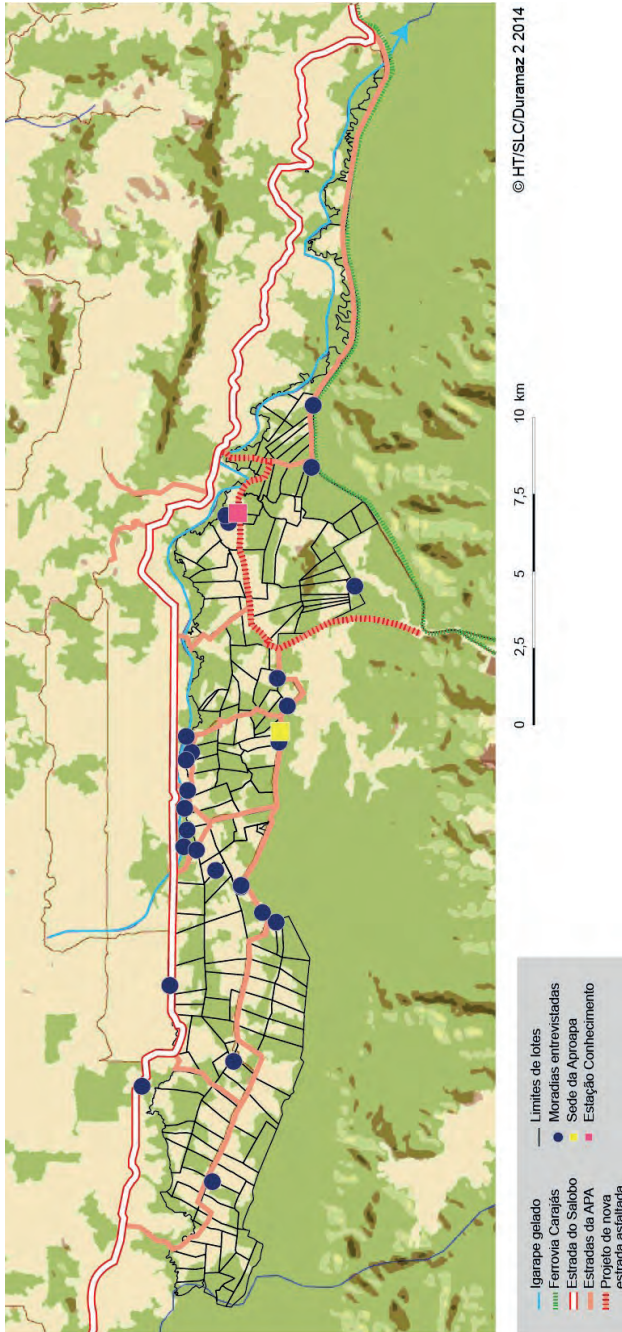 © HT/SLC/Duramaz 2 2014
0
2,5
5
7,5
10 km
Igarape gelado
Ferrovia Carajás
Estrada do Salobo
Estradas da APA
Projeto de nova
estrada asfaltada
Limites de lotes
Moradias entrevistadas
Sede da Aproapa
Estação Conhecimento